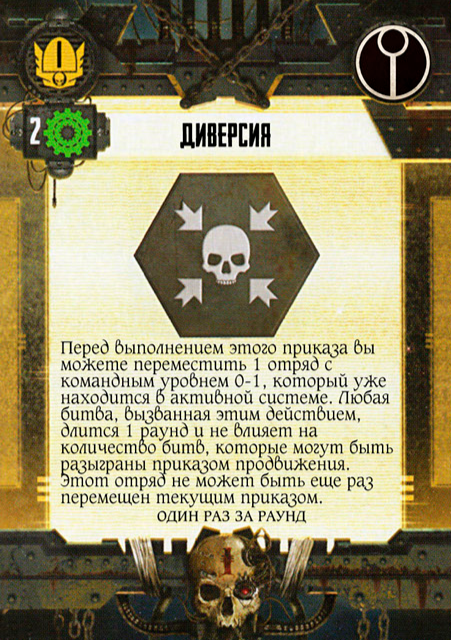 1
2
ДИВЕРСИЯ
Перед выполнением этого приказа вы
можете переместить 1 отряд с
командным уровнем 0-1, который уже
находится в активной системе. Любая
битва, вызванная этим действием,
длится 1 раунд и не влияет на
количество битв, которые могут быть
разыграны приказом продвижения.
Этот отряд не может быть еще раз
перемещен текущим приказом.
ОДИН РАЗ ЗА РАУНД
I